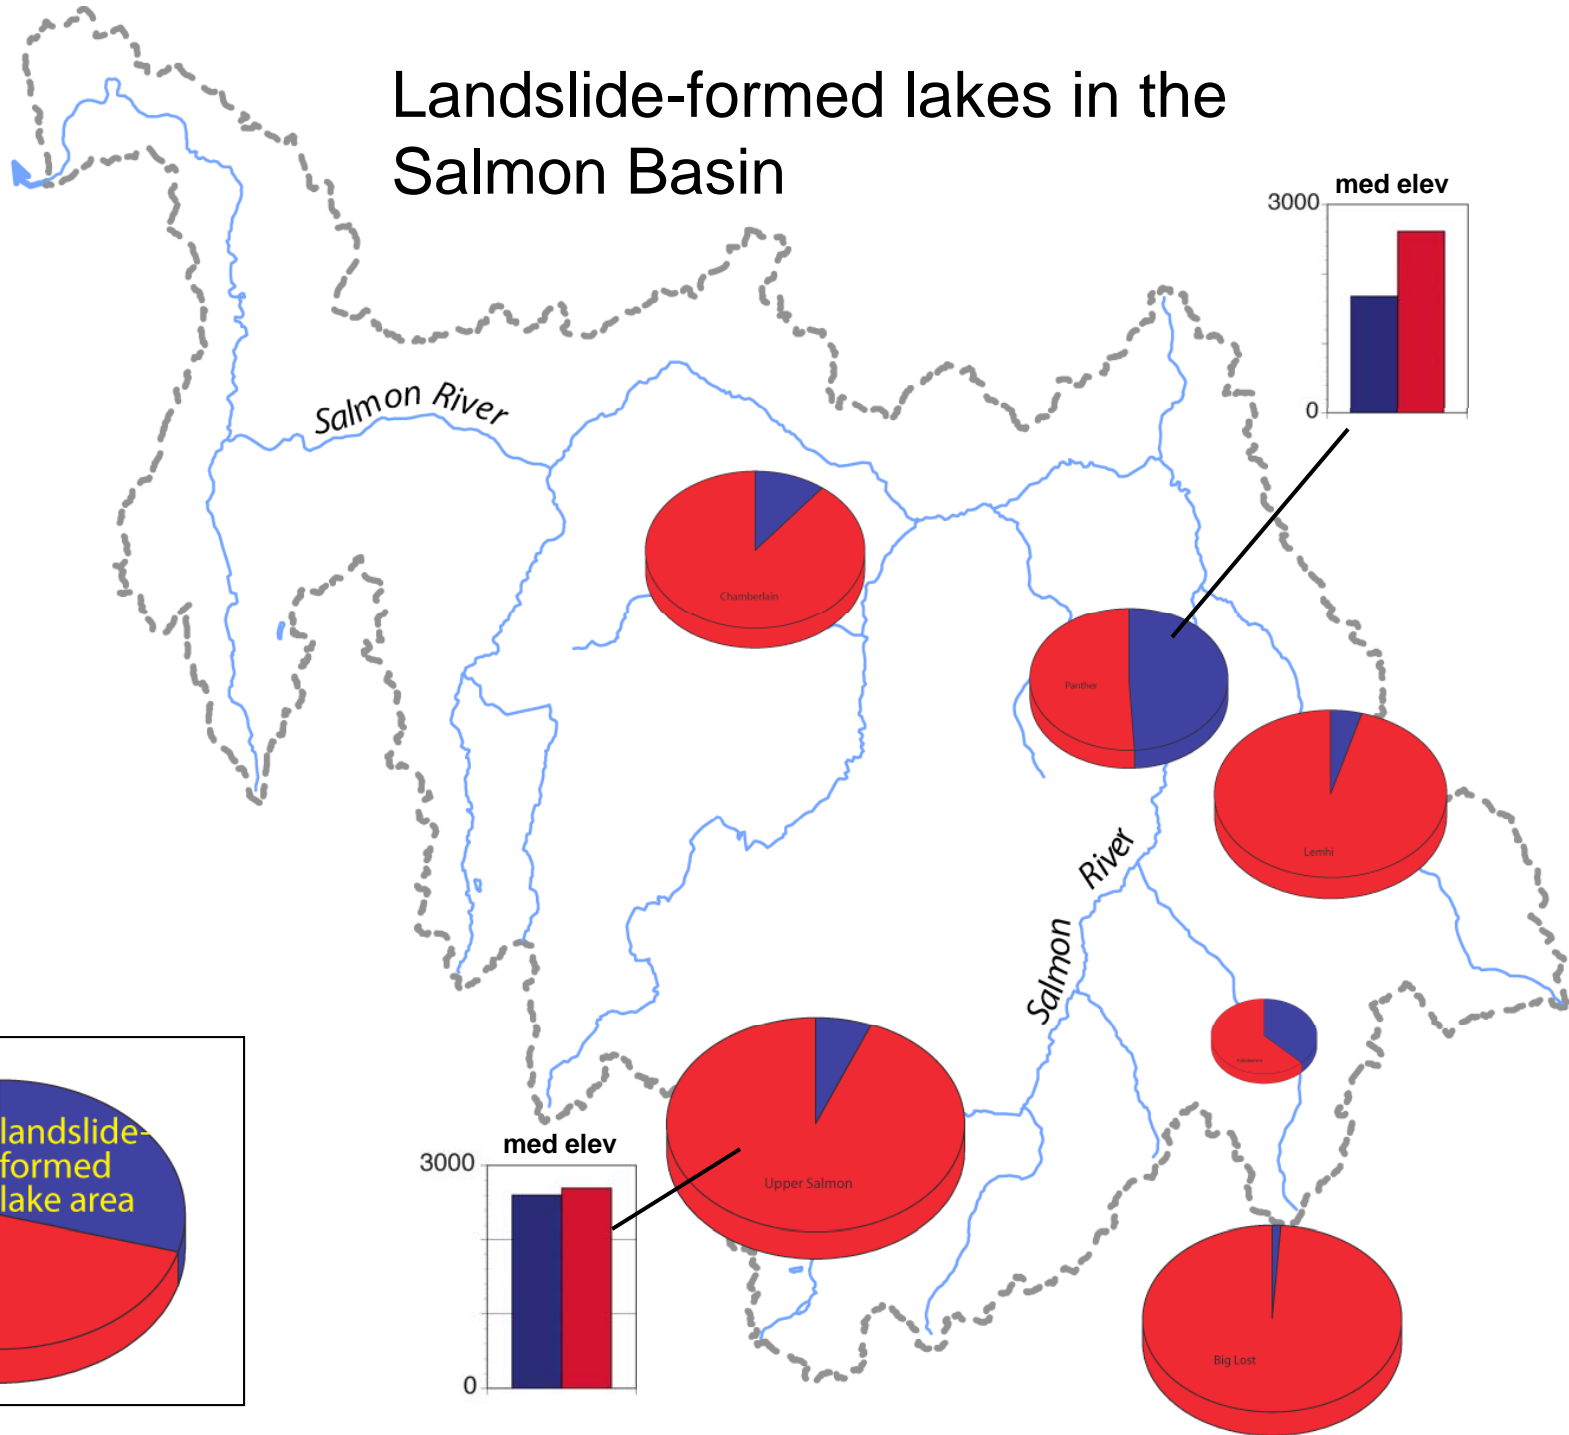 Landslide-formed lakes in the
Salmon Basin
med elev
3000
0
Salmon River
Chamberlain
Panther
Lemhi
River
Salmon
landslide-
formed
lake area
med elev
3000
0
Upper Salmon
Big Lost